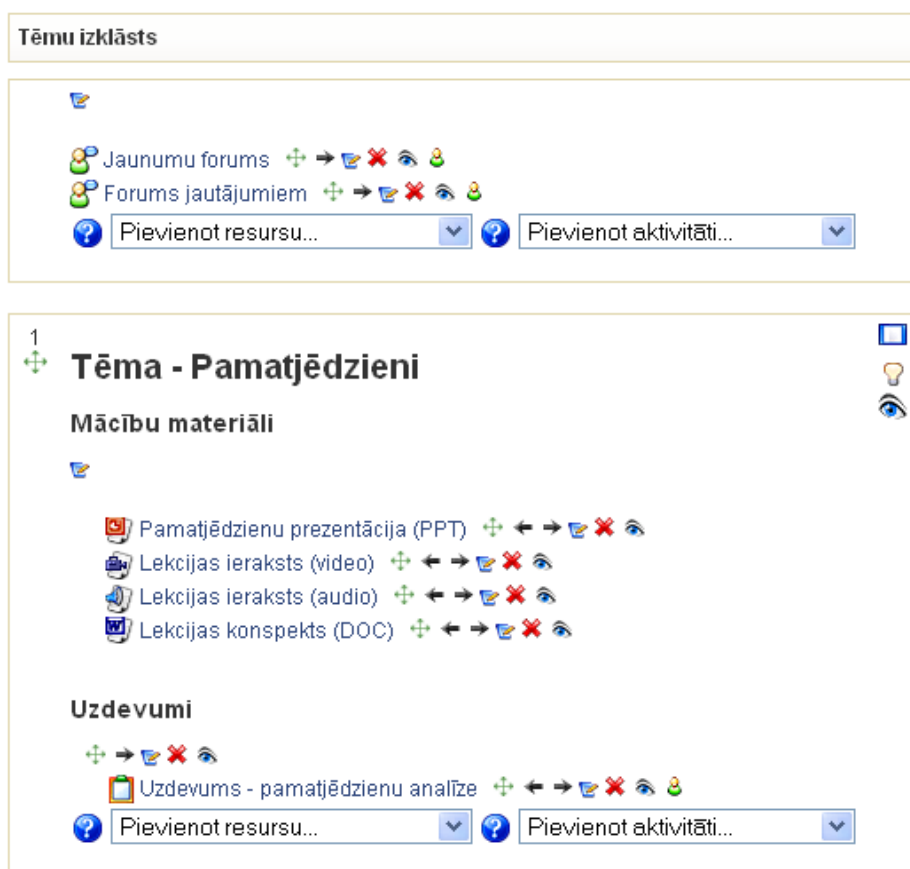 Tēmu izklāsts
Jaunumu forums
Forums jautājumiem
Pievienot resursu... Pievienot aktivitāti...
1
Tēma - Pamatjēdzieni
Mācību materiāli
Pamatjēdzienu prezentācija (PPT)
Lekcijas ieraksts (video)
Lekcijas ieraksts (audio)
Lekcijas konspekts (DOC)
Uzdevumi
Uzdevums - pamatjēdzienu analīze
Pievienot resursu... Pievienot aktivitāti...